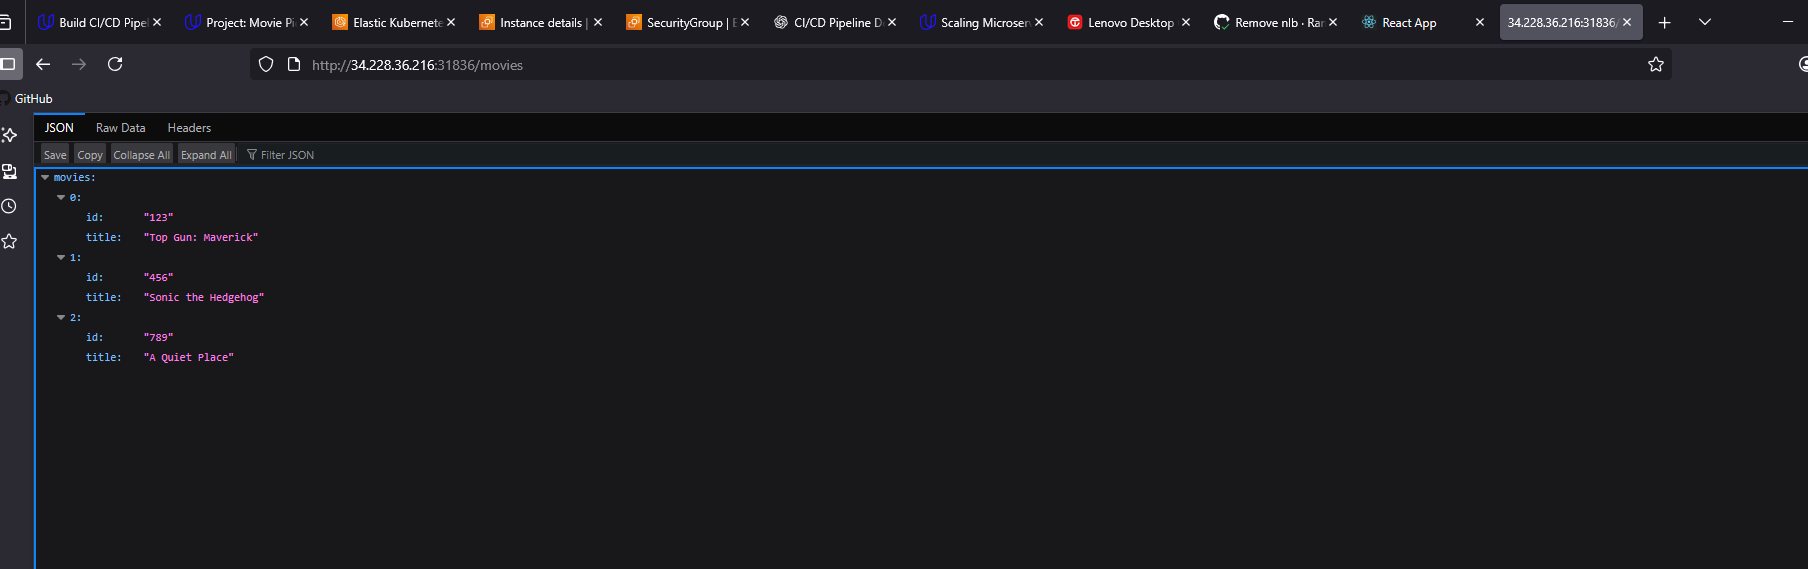 Build CI/CD Pipel
Project: Movie Pi
Elastic Kubernete
Instance details |
SecurityGroup | E
CI/CD Pipeline D
Scaling Microser
Lenovo Desktop
Remove nlb · Ra
React App
34.228.36.216:31836/
http://34.228.36.216:31836/movies
GitHub
JSON Raw Data Headers
Save Copy Collapse All Expand All Filter JSON
movies:
0:
id: "123"
title: "Top Gun: Maverick"
1:
id: "456"
title: "Sonic the Hedgehog"
2:
id: "789"
title: "A Quiet Place"